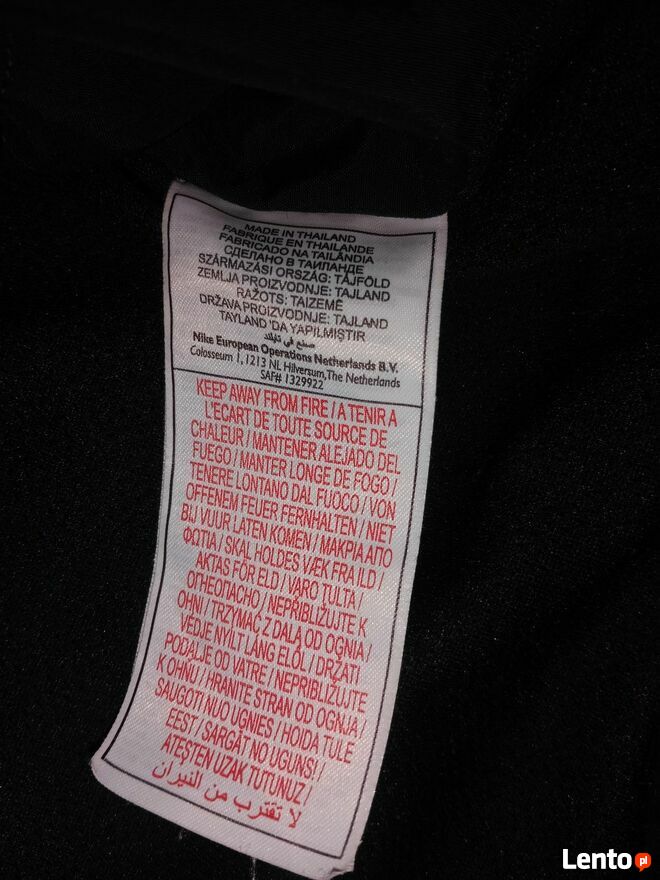 MADE IN THAILAND
FABRIQUE EN THAILANDE
FABRICADO NA TAILÂNDIA
СДЕЛАНО В ТАИЛАНДЕ
SZÁRMAZÁSI ORSZÁG: TÁJFÖLD
ZEMLJA PROIZVODNJE: TAJLAND
RAŽOTS: TAIZEMĒ
DRŽAVA PROIZVODNJE: TAJLAND
TAYLAND 'DA YAPILMIŞTIR
صنع في تايلند
Nike European Operations Netherlands B.V.
Colosseum 1, 1213 NL Hilversum, The Netherlands
SAF# 1329922
KEEP AWAY FROM FIRE / A TENIR A
L'ECART DE TOUTE SOURCE DE
CHALEUR / MANTENER ALEJADO DEL
FUEGO / MANTER LONGE DE FOGO /
TENERE LONTANO DAL FUOCO / VON
OFFENEM FEUER FERNHALTEN / NIET
BIJ VUUR LATEN KOMEN / ΜΑΚΡΙΑ ΑΠΟ
ΦΩΤΙΑ / SKAL HOLDES VÆK FRA ILD /
AKTAS FÖR ELD / VARO TULTA /
ОГНЕОПАСНО / NEPŘIBLIŽUJTE K
OHNI / TRZYMAĆ Z DALA OD OGNIA /
VÉDJE NYÍLT LÁNG ELŐL / DRŽATI
PODALJE OD VATRE / NEPRIBLIŽUJTE
K OHŇU / HRANITE STRAN OD OGNJA /
SAUGOTI NUO UGNIES / HOIDA TULE
EEST / SARGĀT NO UGUNS! /
ATEŞTEN UZAK TUTUNUZ /
لا تقترب من النيران
Lento pl